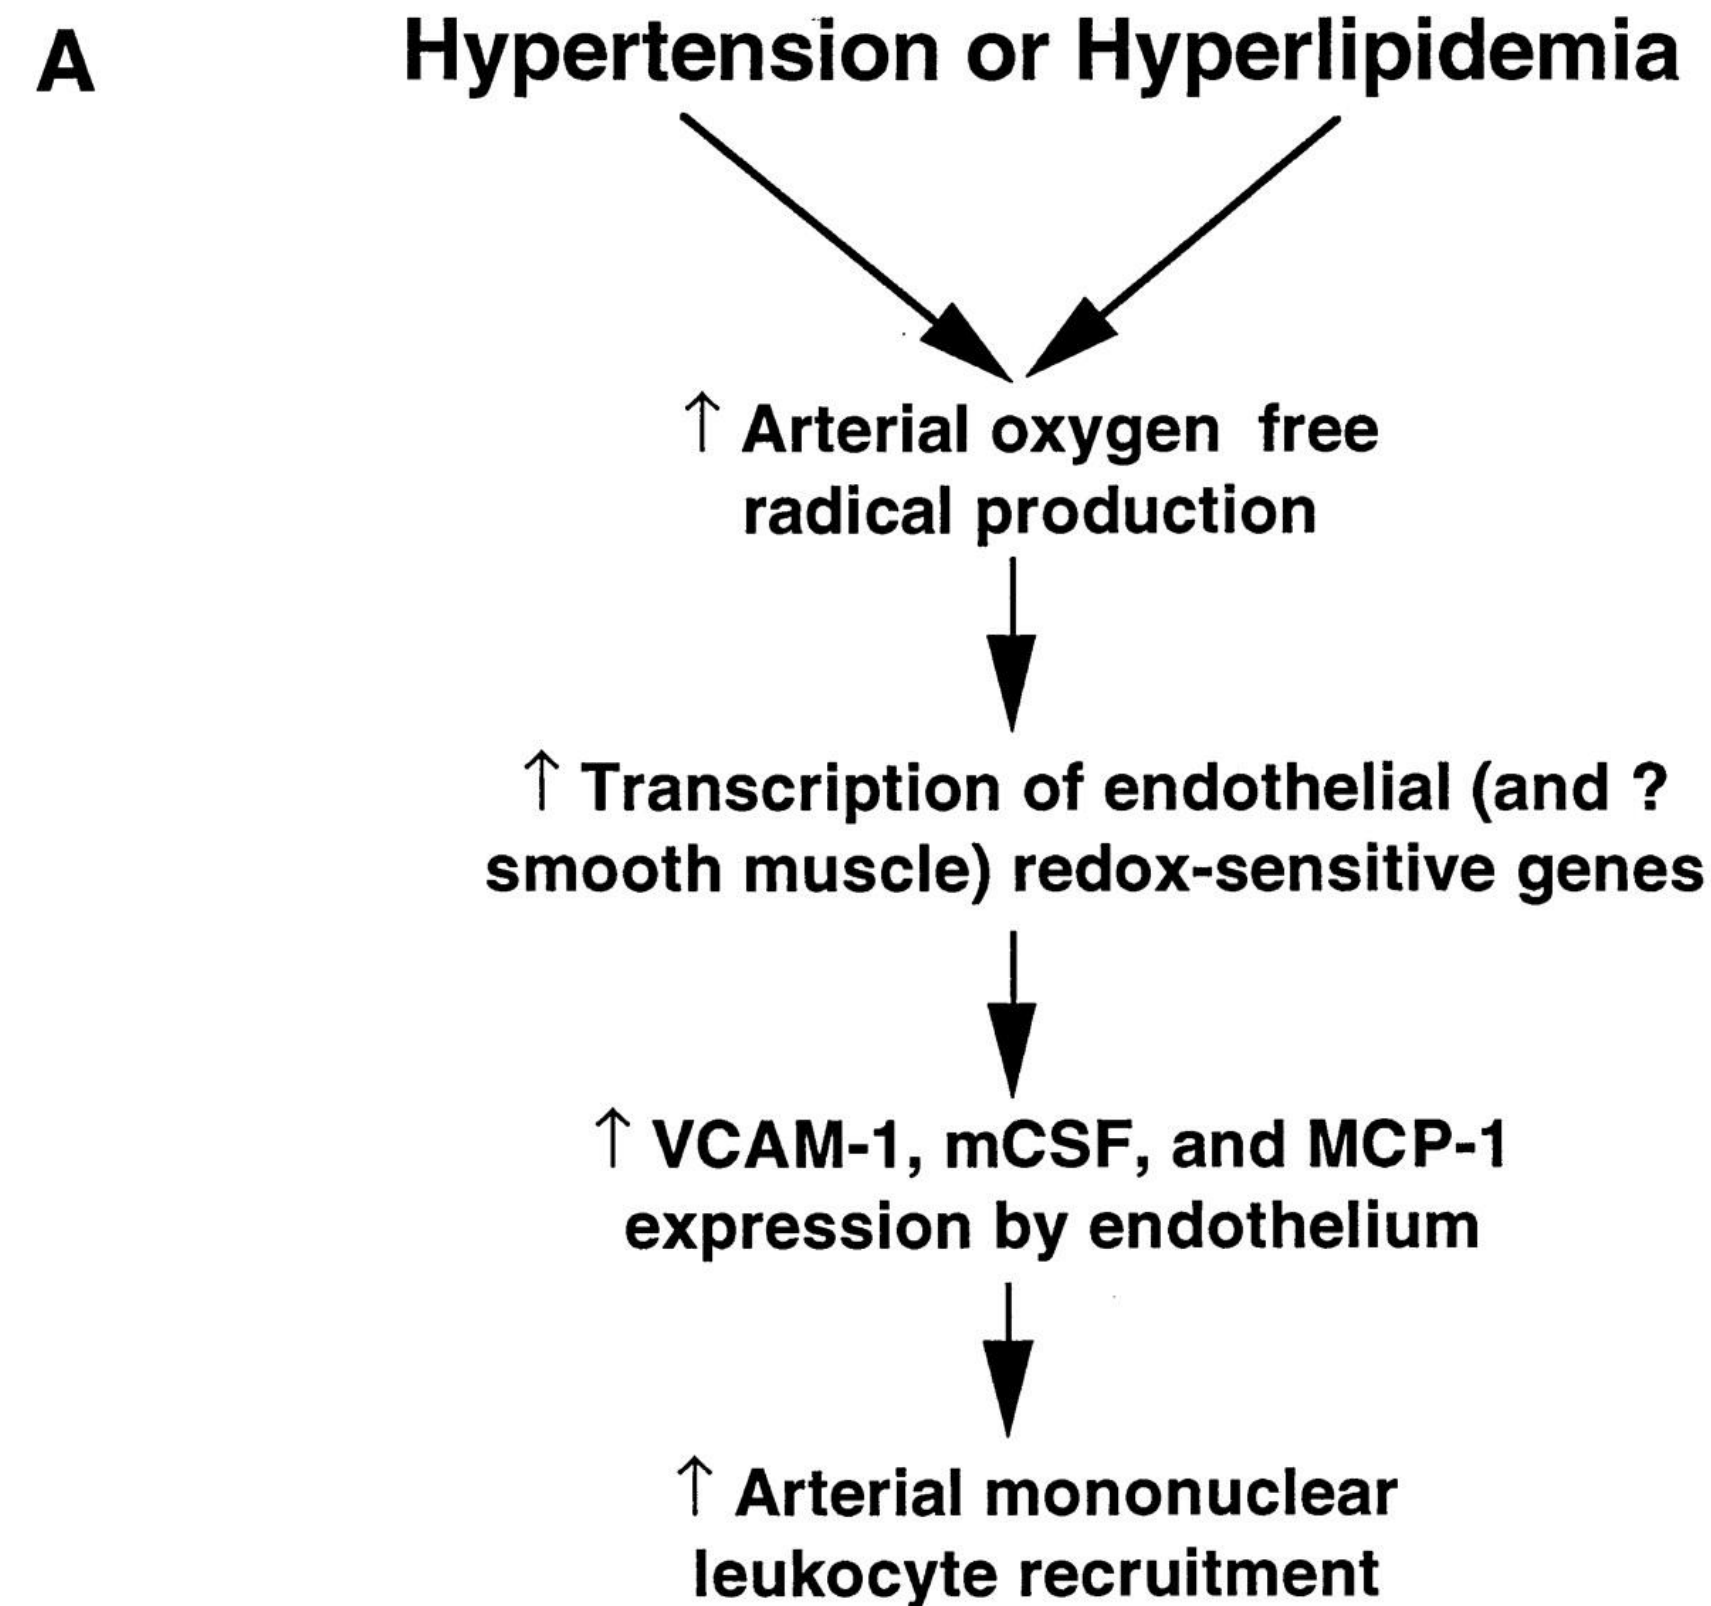 A
Hypertension or Hyperlipidemia
↑ Arterial oxygen free
radical production
↑ Transcription of endothelial (and ?
smooth muscle) redox-sensitive genes
↑ VCAM-1, mCSF, and MCP-1
expression by endothelium
↑ Arterial mononuclear
leukocyte recruitment